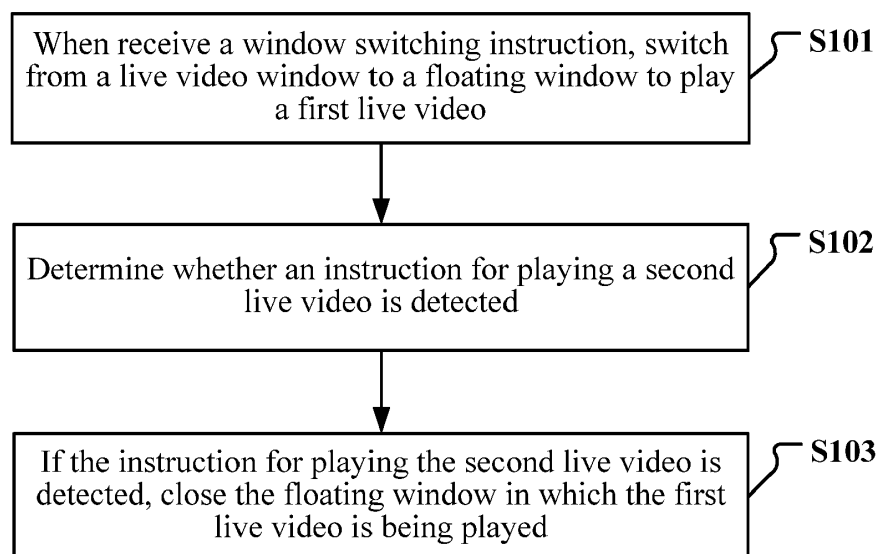 When receive a window switching instruction, switch
from a live video window to a floating window to play
a first live video
S101
Determine whether an instruction for playing a second
live video is detected
S102
If the instruction for playing the second live video is
detected, close the floating window in which the first
live video is being played
S103